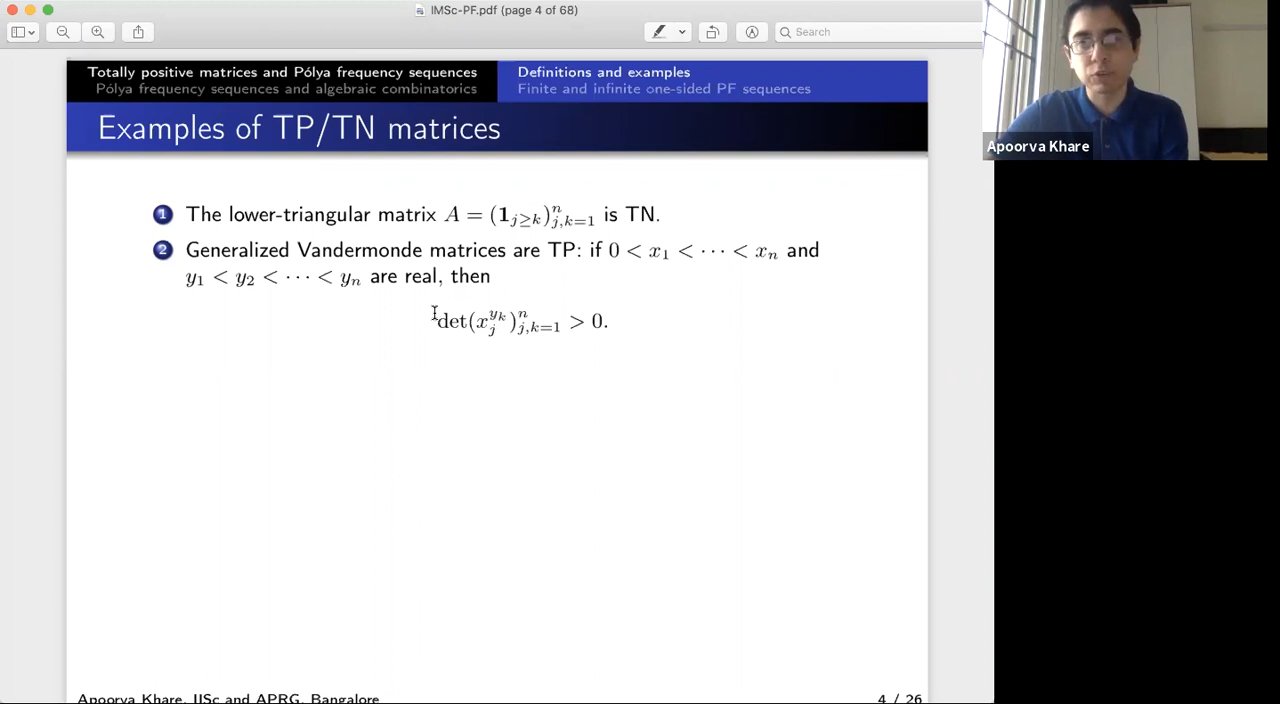 IMSc-PF.pdf (page 4 of 68)
Search
Totally positive matrices and Pólya frequency sequences
Pólya frequency sequences and algebraic combinatorics
Definitions and examples
Finite and infinite one-sided PF sequences
Examples of TP/TN matrices
1 The lower-triangular matrix A = (𝟏_{j≥k})^n_{j,k=1} is TN.
2 Generalized Vandermonde matrices are TP: if 0 < x_1 < ··· < x_n and
y_1 < y_2 < ··· < y_n are real, then
det(x_j^{y_k})^n_{j,k=1} > 0.
Apoorva Khare, IISc and APRG, Bangalore
4 / 26
Apoorva Khare